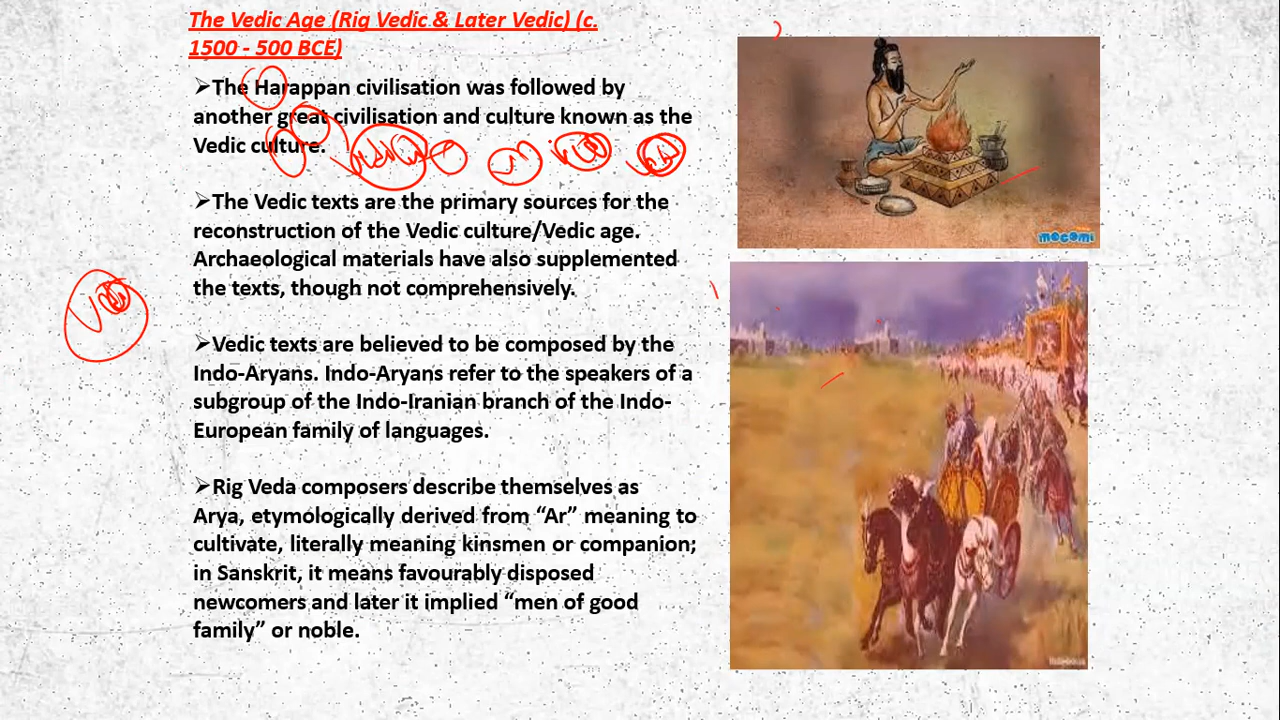 The Vedic Age (Rig Vedic & Later Vedic) (c.
1500 - 500 BCE)
➢The Harappan civilisation was followed by
another great civilisation and culture known as the
Vedic culture.
➢The Vedic texts are the primary sources for the
reconstruction of the Vedic culture/Vedic age.
Archaeological materials have also supplemented
the texts, though not comprehensively.
➢Vedic texts are believed to be composed by the
Indo-Aryans. Indo-Aryans refer to the speakers of a
subgroup of the Indo-Iranian branch of the Indo-
European family of languages.
➢Rig Veda composers describe themselves as
Arya, etymologically derived from “Ar” meaning to
cultivate, literally meaning kinsmen or companion;
in Sanskrit, it means favourably disposed
newcomers and later it implied “men of good
family” or noble.
mocomi